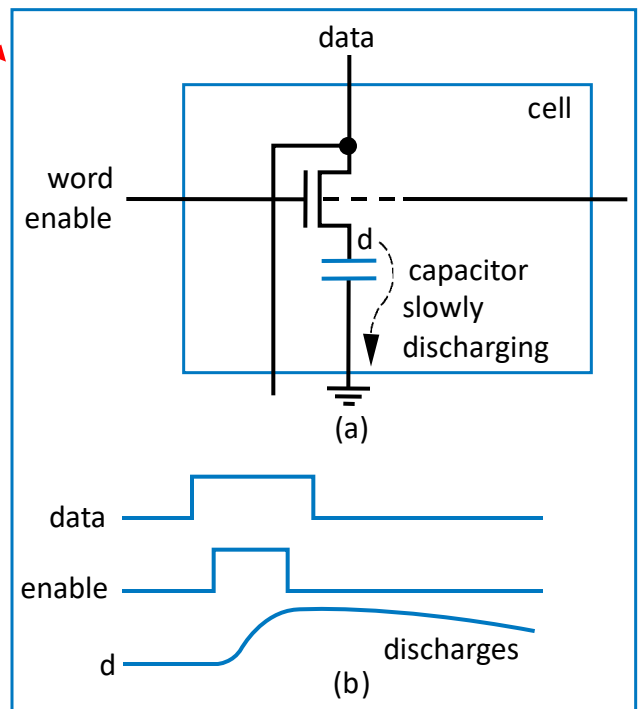 data
cell
word
enable
d
capacitor
slowly
discharging
(a)
data
enable
d
discharges
(b)